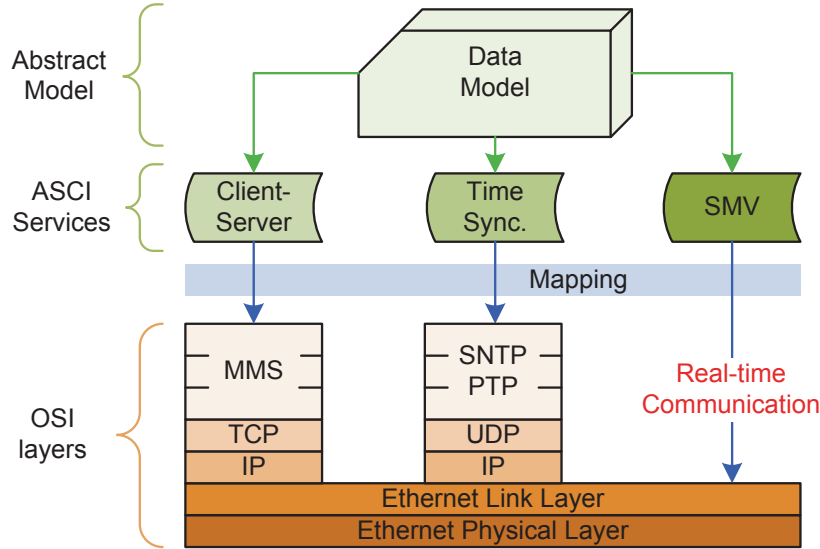 Abstract
Model
Data
Model
ASCI
Services
Client-
Server
Time
Sync.
SMV
Mapping
OSI
layers
MMS
SNTP
PTP
Real-time
Communication
TCP
UDP
IP
IP
Ethernet Link Layer
Ethernet Physical Layer